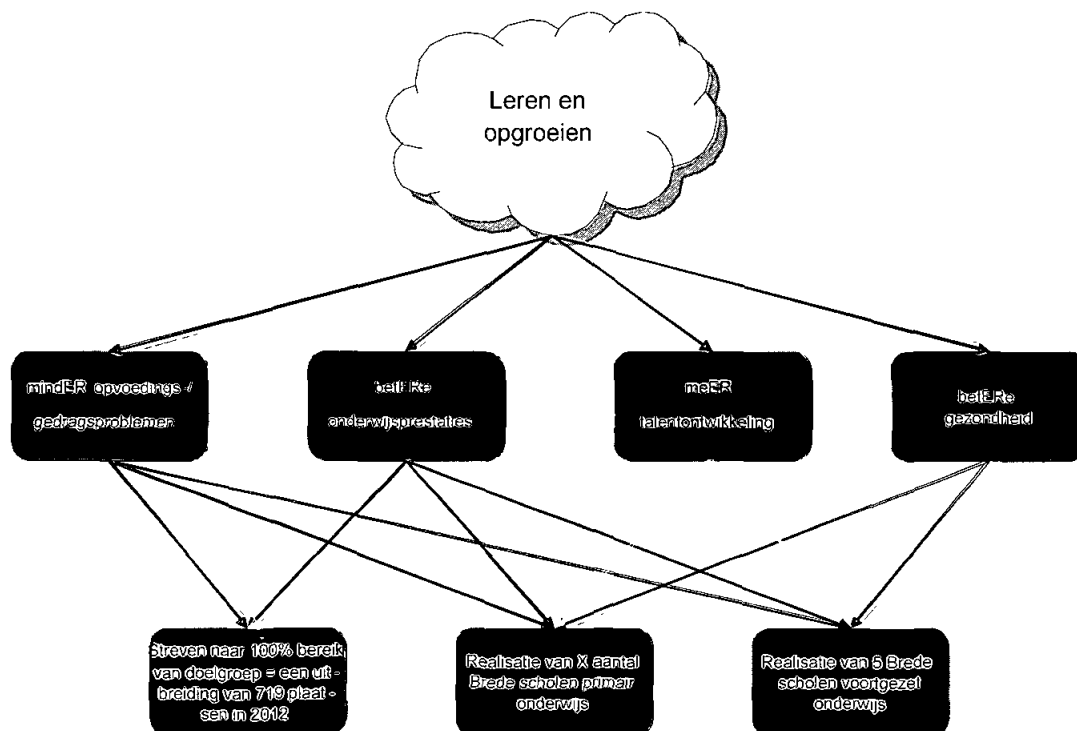 Leren en
opgroeien
mindER opvoedings-/
gedragsproblemen
betERe
onderwijsprestaties
meER
talentontwikkeling
betERe
gezondheid
Streven naar 100% bereik
van doelgroep = een uit-
breiding van 719 plaat-
sen in 2012
Realisatie van X aantal
Brede scholen primair
onderwijs
Realisatie van 5 Brede
scholen voortgezet
onderwijs